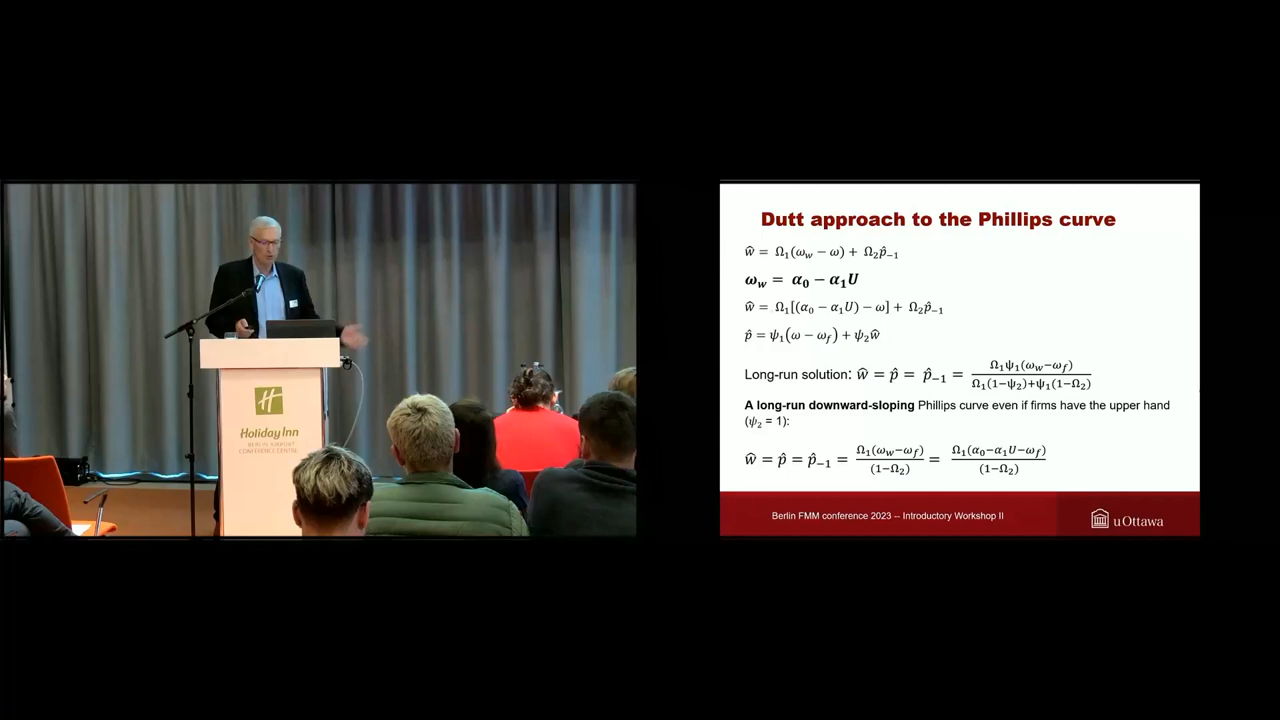 H
Holiday Inn
BERLIN AIRPORT
CONFERENCE CENTRE
Dutt approach to the Phillips curve
ŵ = Ω₁(ω_w − ω) + Ω₂p̂₋₁
ω_w = α₀ − α₁U
ŵ = Ω₁[(α₀ − α₁U) − ω] + Ω₂p̂₋₁
p̂ = ψ₁(ω − ω_f) + ψ₂ŵ
Long-run solution: ŵ = p̂ = p̂₋₁ = Ω₁ψ₁(ω_w−ω_f) / Ω₁(1−ψ₂)+ψ₁(1−Ω₂)
A long-run downward-sloping Phillips curve even if firms have the upper hand
(ψ₂ = 1):
ŵ = p̂ = p̂₋₁ = Ω₁(ω_w−ω_f) / (1−Ω₂) = Ω₁(α₀−α₁U−ω_f) / (1−Ω₂)
Berlin FMM conference 2023 -- Introductory Workshop II
uOttawa